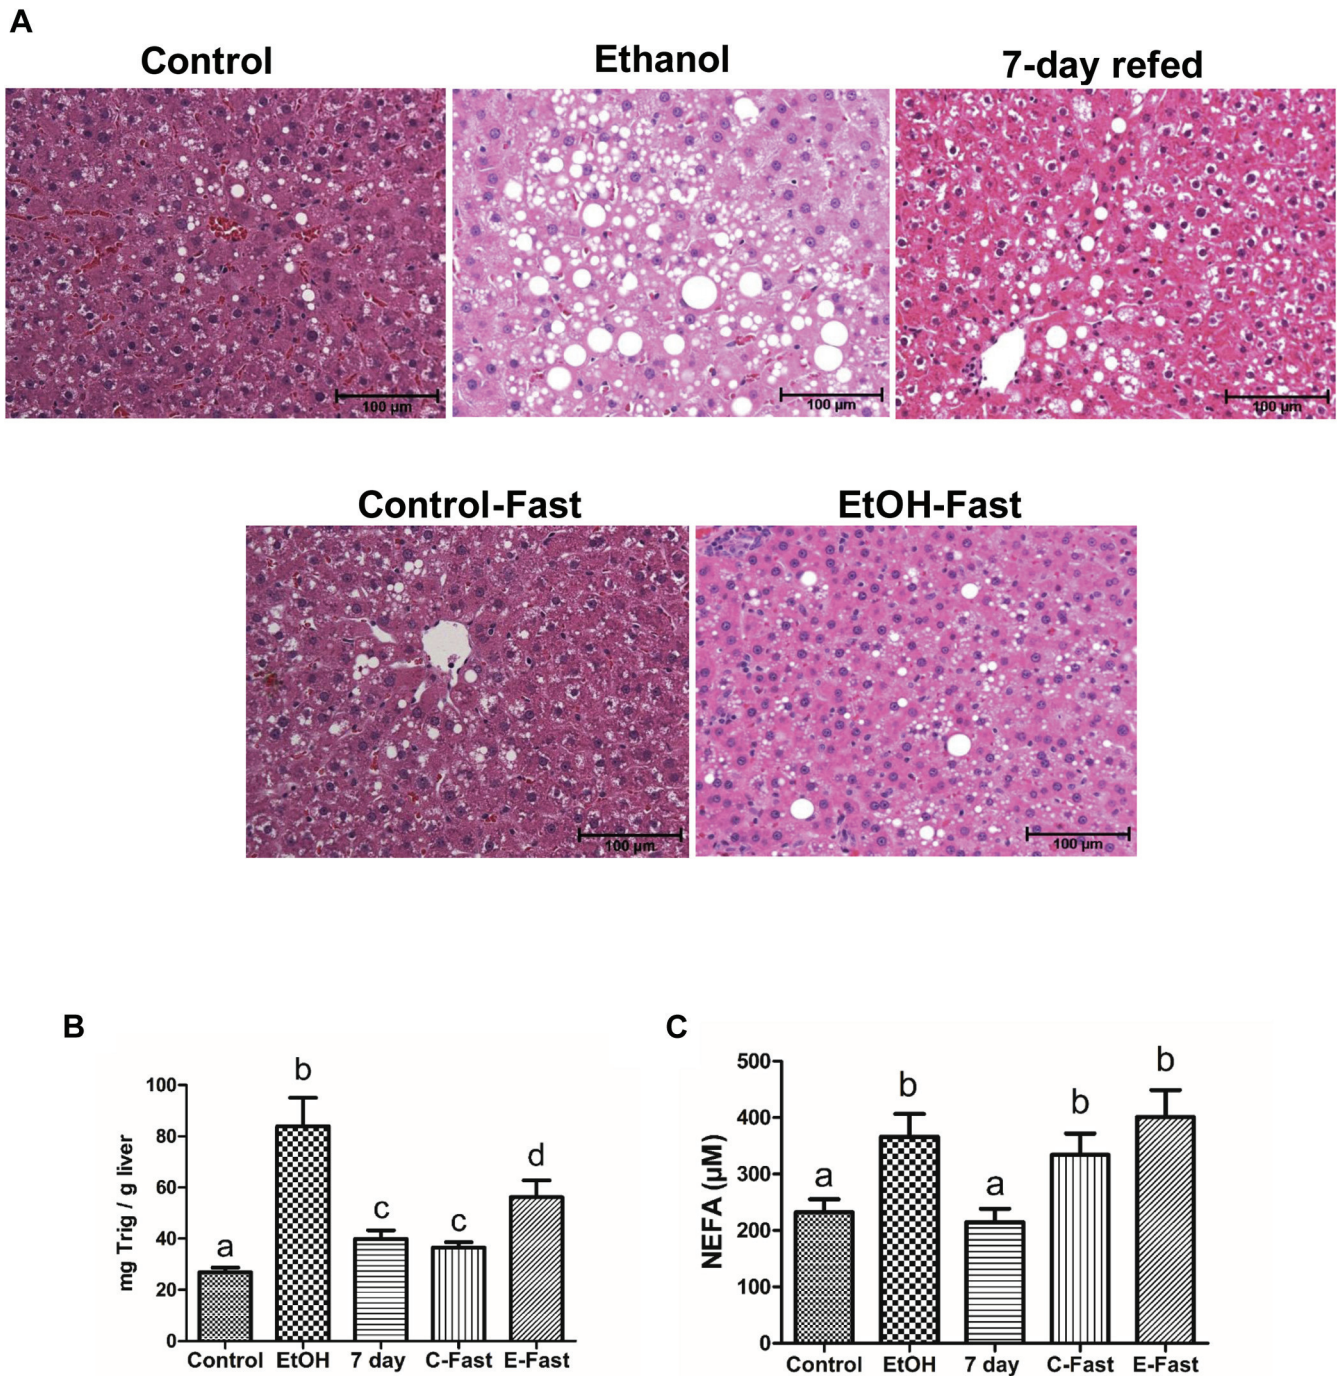 A
Control
Ethanol
7-day refed
100 µm
100 µm
100 µm
Control-Fast
EtOH-Fast
100 µm
100 µm
B
mg Trig / g liver
100
80
60
40
20
0
a
b
c
c
d
Control EtOH 7 day C-Fast E-Fast
C
NEFA (µM)
500
400
300
200
100
0
a
b
a
b
b
Control EtOH 7 day C-Fast E-Fast